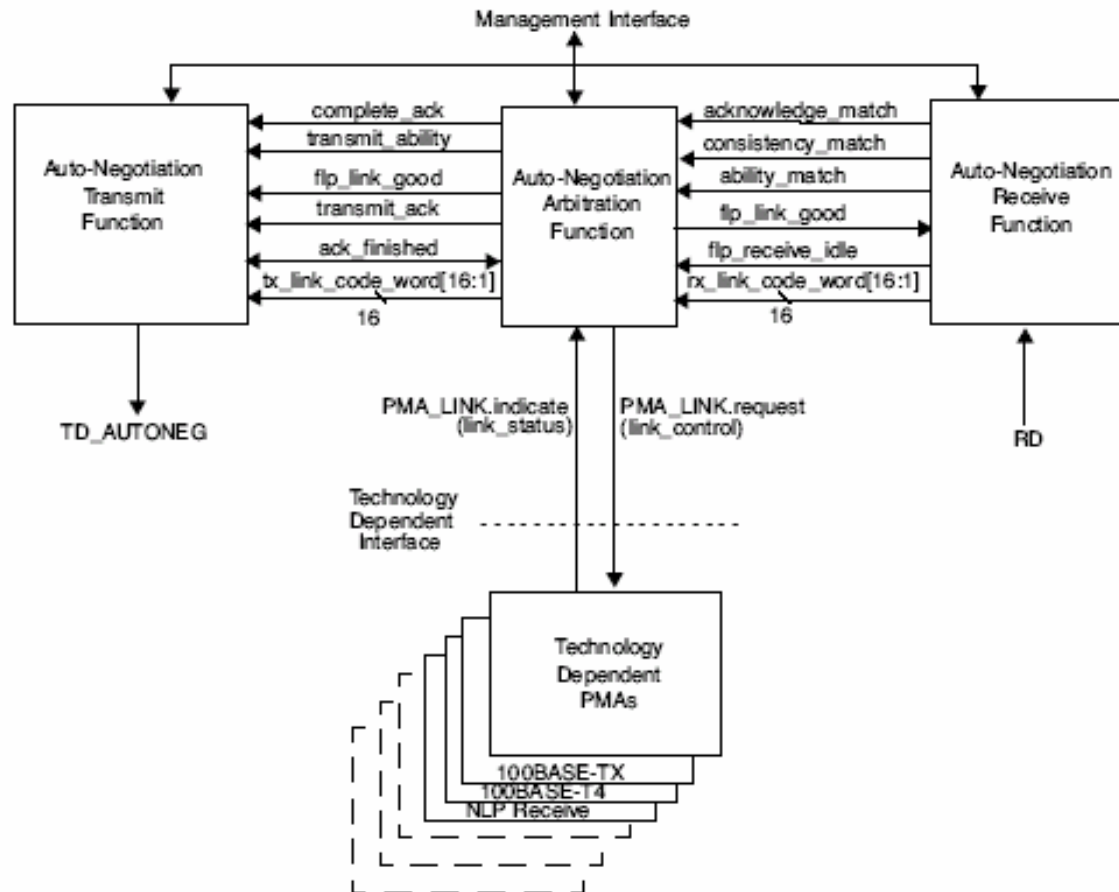 Management Interface
complete_ack
transmit_ability
flp_link_good
transmit_ack
ack_finished
tx_link_code_word[16:1]
16
Auto-Negotiation
Transmit
Function
Auto-Negotiation
Arbitration
Function
acknowledge_match
consistency_match
ability_match
flp_link_good
flp_receive_idle
rx_link_code_word[16:1]
16
Auto-Negotiation
Receive
Function
TD_AUTONEG
PMA_LINK.indicate
(link_status)
PMA_LINK.request
(link_control)
RD
Technology
Dependent
Interface
Technology
Dependent
PMAs
100BASE-TX
100BASE-T4
NLP Receive